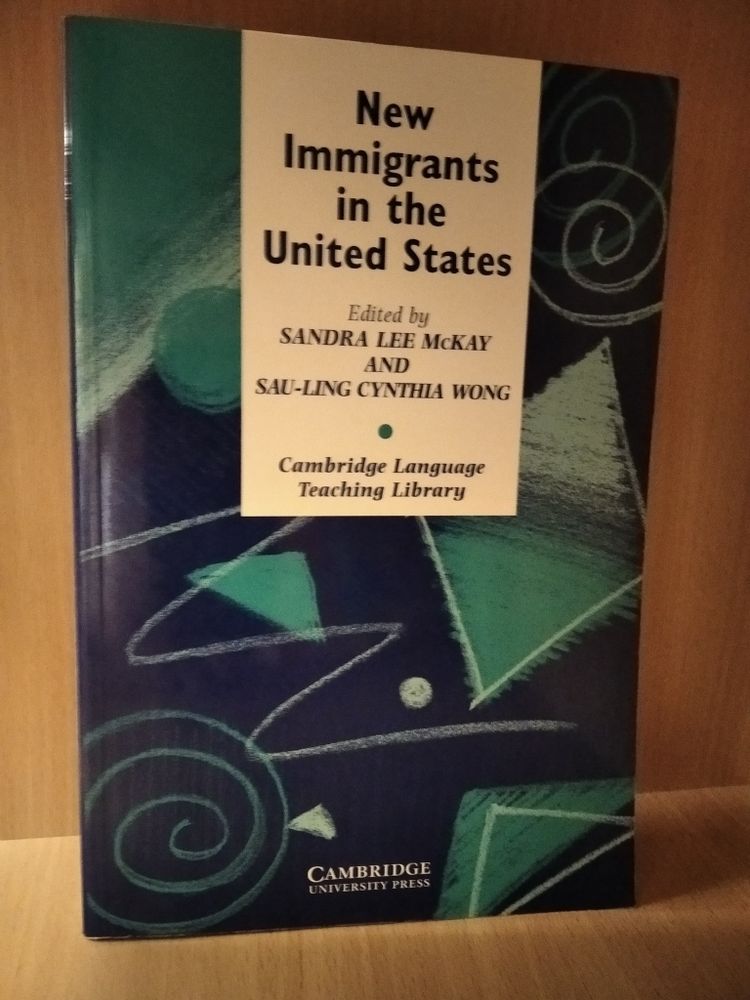 New
Immigrants
in the
United States
Edited by
SANDRA LEE McKAY
AND
SAU-LING CYNTHIA WONG
Cambridge Language
Teaching Library
CAMBRIDGE
UNIVERSITY PRESS